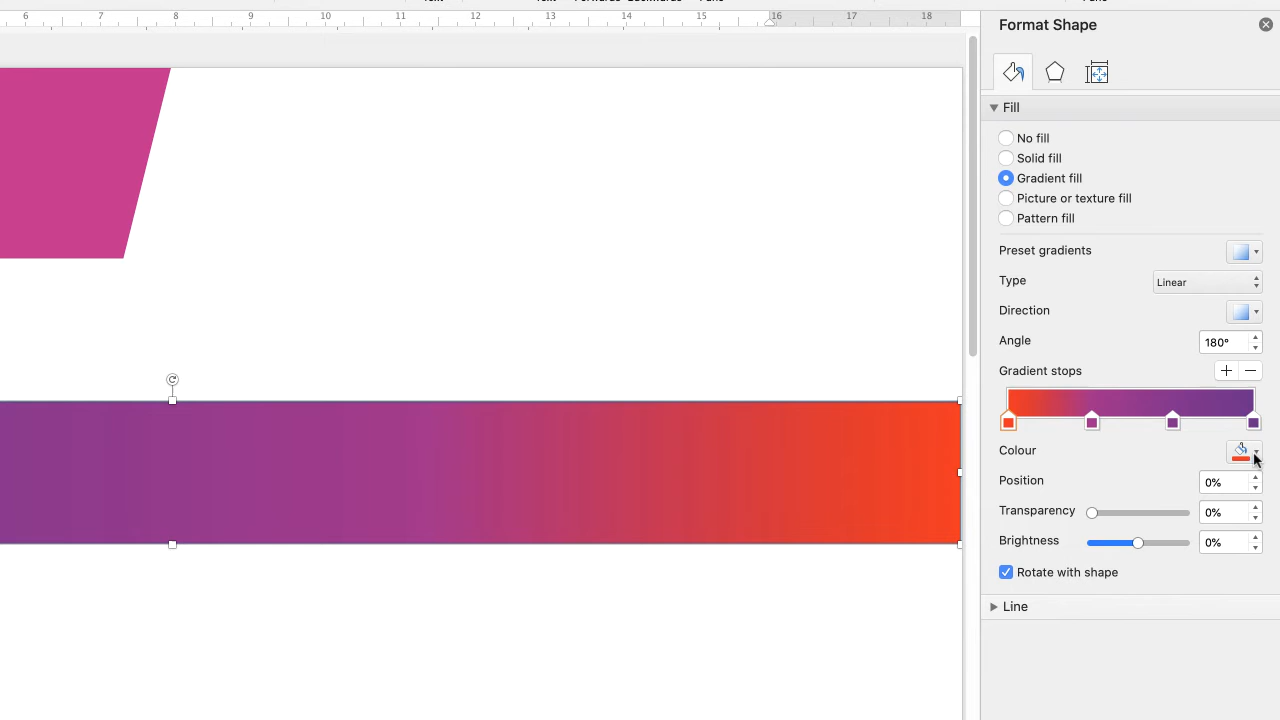 6 7 8 9 10 11 12 13 14 15 16 17 18
Format Shape
Fill
No fill
Solid fill
Gradient fill
Picture or texture fill
Pattern fill
Preset gradients
Type Linear
Direction
Angle 180°
Gradient stops + −
Colour
Position 0%
Transparency 0%
Brightness 0%
Rotate with shape
Line